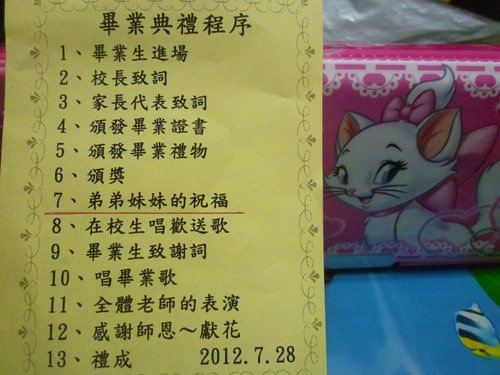 畢業典禮程序
1、畢業生進場
2、校長致詞
3、家長代表致詞
4、頒發畢業證書
5、頒發畢業禮物
6、頒獎
7、弟弟妹妹的祝福
8、在校生唱歡送歌
9、畢業生致謝詞
10、唱畢業歌
11、全體老師的表演
12、感謝師恩～獻花
13、禮成 2012.7.28